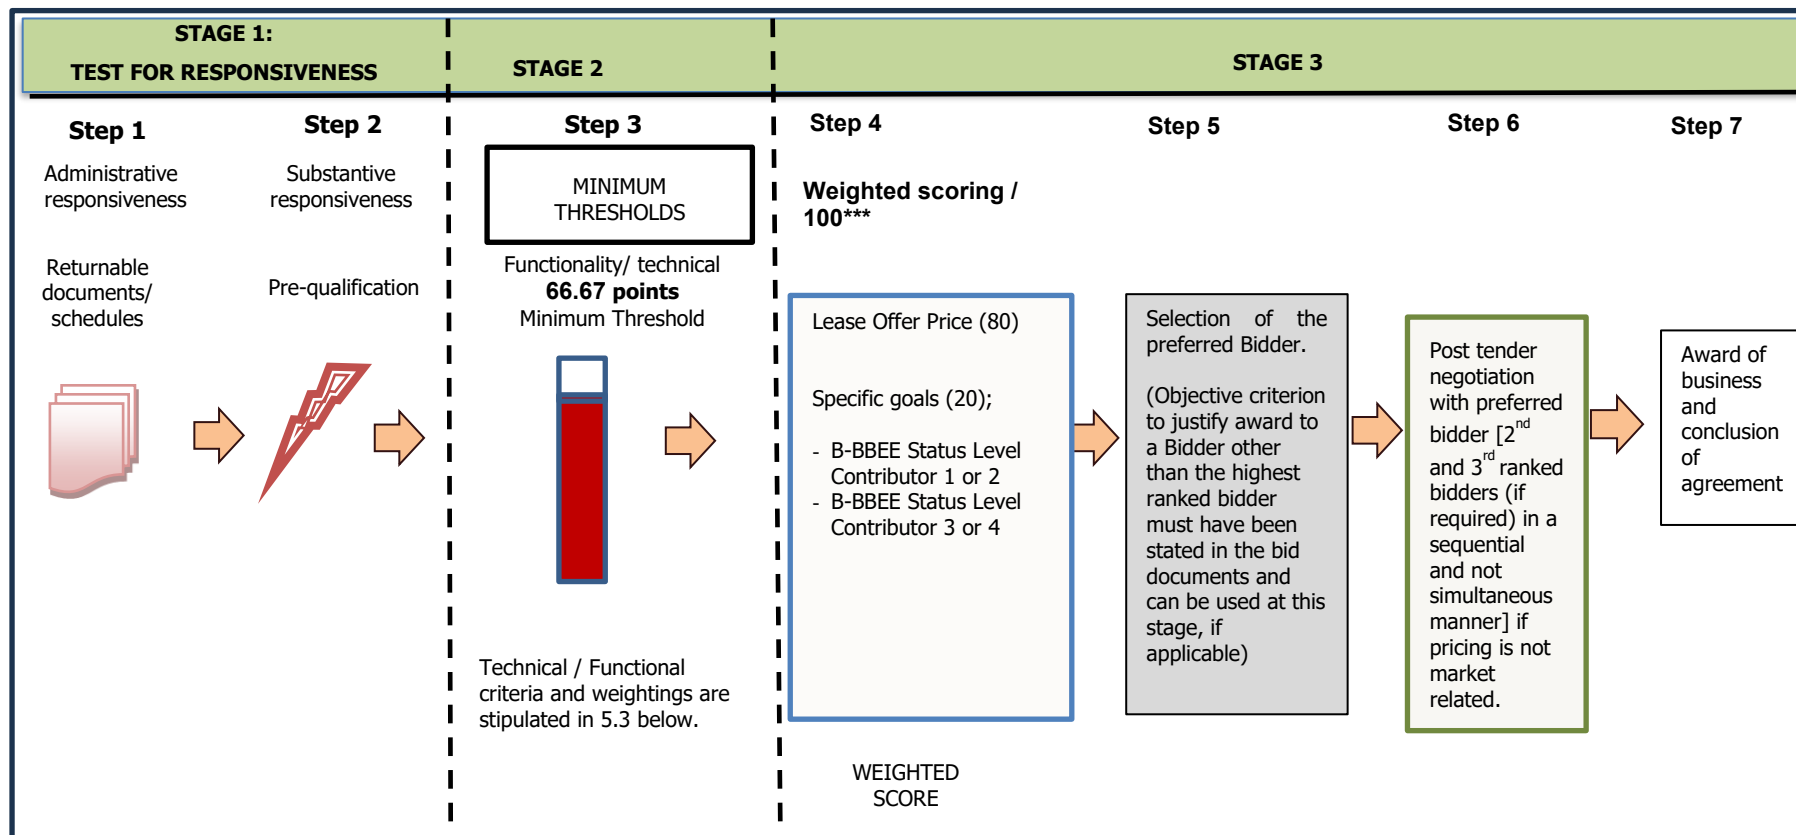 STAGE 1:
TEST FOR RESPONSIVENESS
STAGE 2
STAGE 3
Step 1
Administrative
responsiveness
Returnable
documents/
schedules
Step 2
Substantive
responsiveness
Pre-qualification
Step 3
MINIMUM
THRESHOLDS
Functionality/ technical
66.67 points
Minimum Threshold
Technical / Functional
criteria and weightings are
stipulated in 5.3 below.
Step 4
Weighted scoring /
100***
Lease Offer Price (80)
Specific goals (20);
- B-BBEE Status Level
Contributor 1 or 2
- B-BBEE Status Level
Contributor 3 or 4
WEIGHTED
SCORE
Step 5
Selection of the
preferred Bidder.
(Objective criterion
to justify award to
a Bidder other
than the highest
ranked bidder
must have been
stated in the bid
documents and
can be used at this
stage, if
applicable)
Step 6
Post tender
negotiation
with preferred
bidder [2nd
and 3rd ranked
bidders (if
required) in a
sequential
and not
simultaneous
manner] if
pricing is not
market
related.
Step 7
Award of
business
and
conclusion
of
agreement